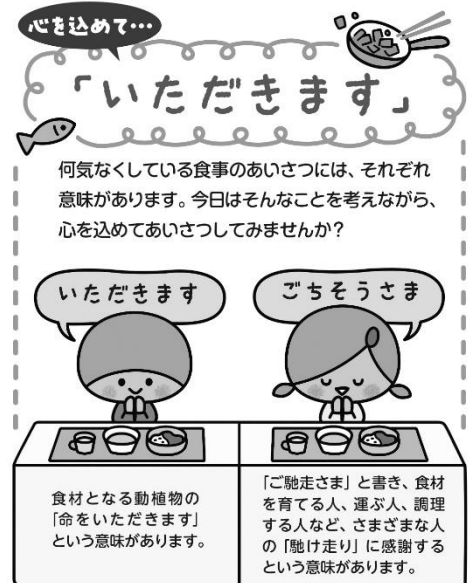 心を込めて…
「いただきます」
何気なくしている食事のあいさつには、それぞれ
意味があります。今日はそんなことを考えながら、
心を込めてあいさつしてみませんか？
いただきます
ごちそうさま
食材となる動植物の
「命をいただきます」
という意味があります。
「ご馳走さま」と書き、食材
を育てる人、運ぶ人、調理
する人など、さまざまな人
の「馳け走り」に感謝する
という意味があります。